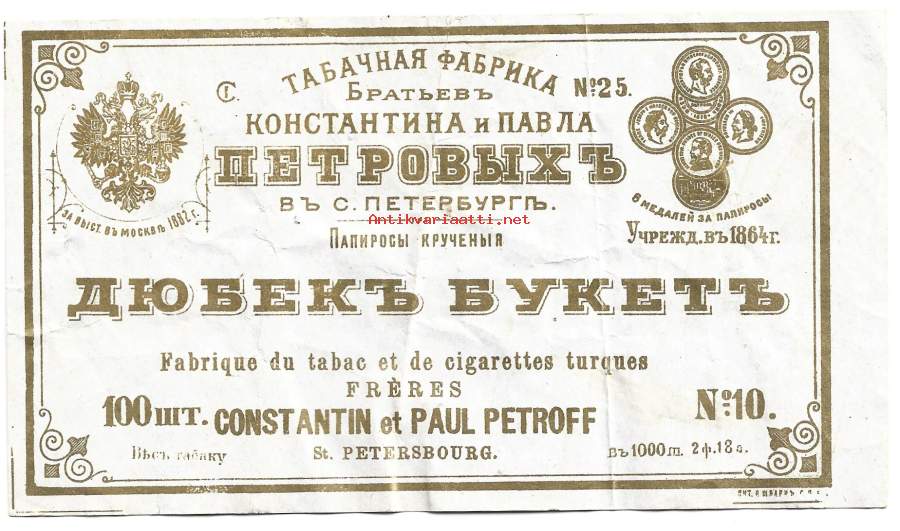 ТАБАЧНАЯ ФАБРИКА
С. №25.
БРАТЬЕВЪ
КОНСТАНТИНА и ПАВЛА
ПЕТРОВЫХЪ
ВЪ С. ПЕТЕРБУРГѢ.
ЗА ВЫСТ. ВЪ МОСКВѢ 1882 г.
6 МЕДАЛЕЙ ЗА ПАПИРОСЫ
Antikvariaatti.net
ПАПИРОСЫ КРУЧЕНЫЯ
УЧРЕЖД. ВЪ 1864 г.
ДЮБЕКЪ БУКЕТЪ
Fabrique du tabac et de cigarettes turques
FRÈRES
100 ШТ. CONSTANTIN et PAUL PETROFF №10.
Вѣсъ табаку St. PETERSBOURG. въ 1000 ш. 2 ф. 18 з.